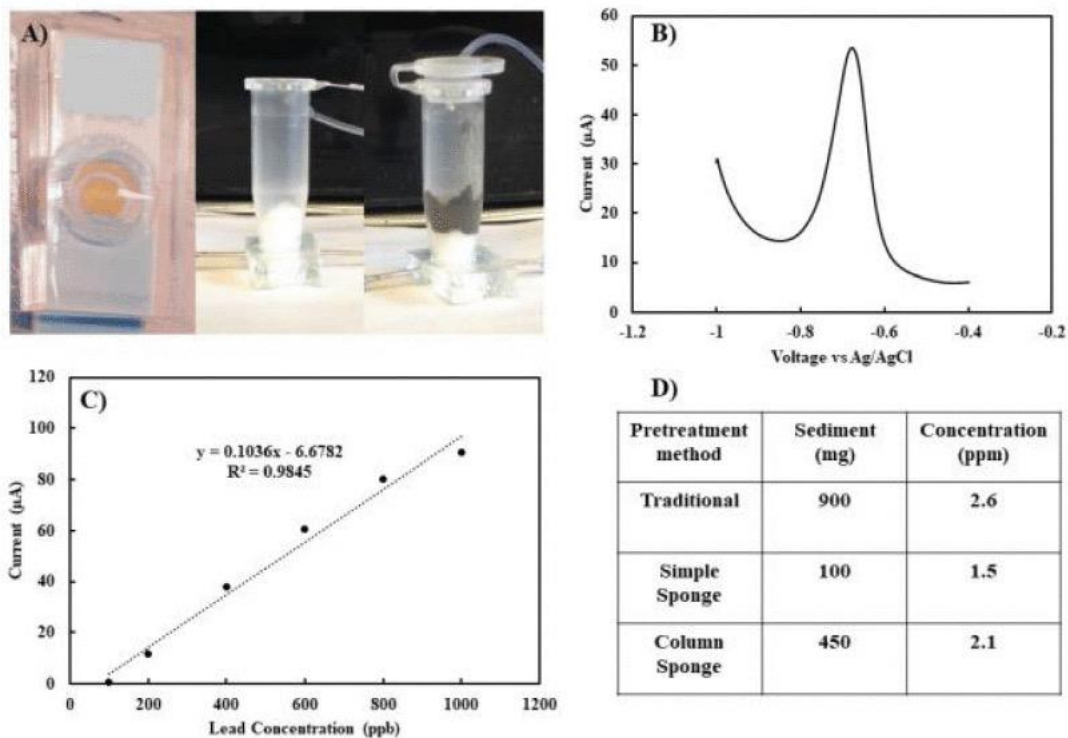 A)
B)
60
50
40
30
20
10
0
Current (μA)
-1.2
-1
-0.8
-0.6
-0.4
-0.2
Voltage vs Ag/AgCl
C)
120
100
80
60
40
20
0
Current (μA)
y = 0.1036x - 6.6782
R² = 0.9845
0
200
400
600
800
1000
1200
Lead Concentration (ppb)
D)
Pretreatment method
Sediment (mg)
Concentration (ppm)
Traditional
900
2.6
Simple Sponge
100
1.5
Column Sponge
450
2.1